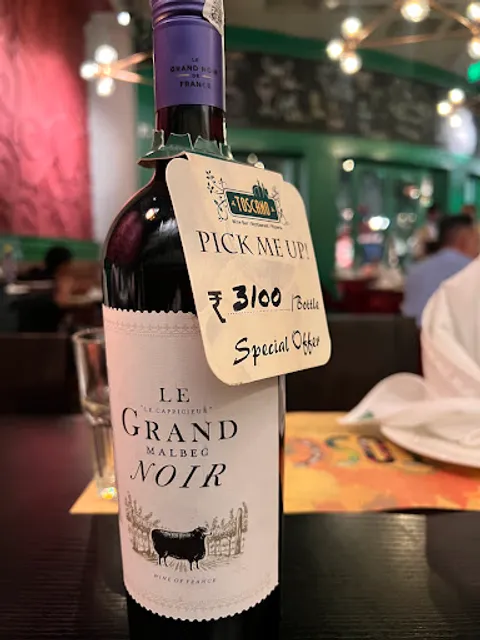 LE
GRAND NOIR
DE
FRANCE
TOSCANO
PICK ME UP!
₹ 3100 /Bottle
Special Offer
LE
"LE CAPRICIEUX"
GRAND
MALBEC
NOIR
WINE OF FRANCE